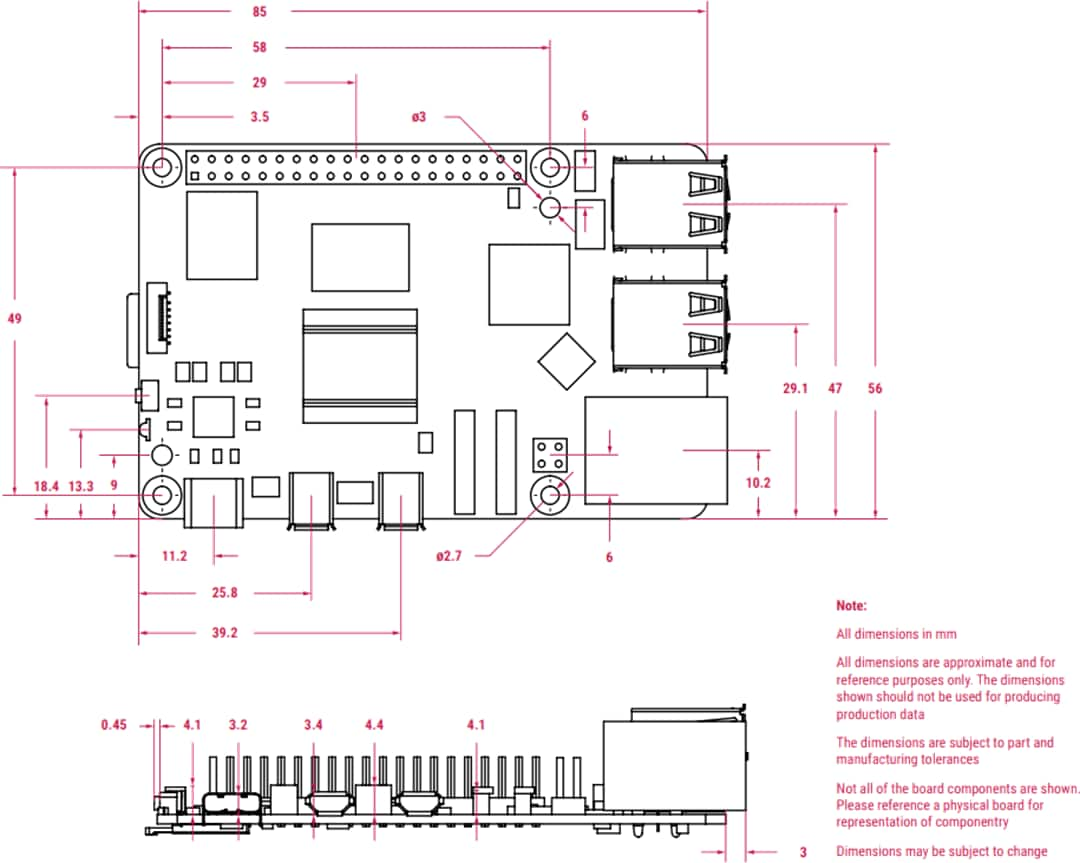 85
58
29
3.5
ø3
6
49
29.1
47
56
18.4
13.3
9
10.2
11.2
ø2.7
6
25.8
39.2
Note:
All dimensions in mm
All dimensions are approximate and for
reference purposes only. The dimensions
shown should not be used for producing
production data
The dimensions are subject to part and
manufacturing tolerances
Not all of the board components are shown.
Please reference a physical board for
representation of componentry
Dimensions may be subject to change
0.45
4.1
3.2
3.4
4.4
4.1
3